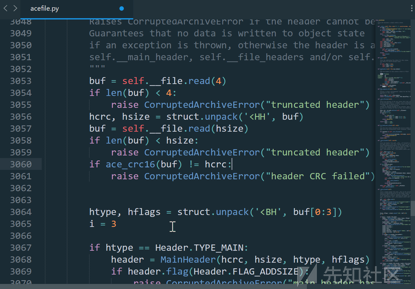 acefile.py
3048 Raises CorruptedArchiveError if the header cannot be
3049 Guarantees that no data is written to object state
3050 if an exception is thrown, otherwise the header is a
3051 self.__main_header, self.__file_headers and/or self.
3052 """
3053 buf = self.__file.read(4)
3054 if len(buf) < 4:
3055 raise CorruptedArchiveError("truncated header")
3056 hcrc, hsize = struct.unpack('<HH', buf)
3057 buf = self.__file.read(hsize)
3058 if len(buf) < hsize:
3059 raise CorruptedArchiveError("truncated header")
3060 if ace_crc16(buf) != hcrc:
3061 raise CorruptedArchiveError("header CRC failed")
3062
3063
3064 htype, hflags = struct.unpack('<BH', buf[0:3])
3065 i = 3
3066
3067 if htype == Header.TYPE_MAIN:
3068 header = MainHeader(hcrc, hsize, htype, hflags)
3069 if header.flag(Header.FLAG_ADDSIZE):
3070 raise CorruptedArchiveError("main header has
先知社区